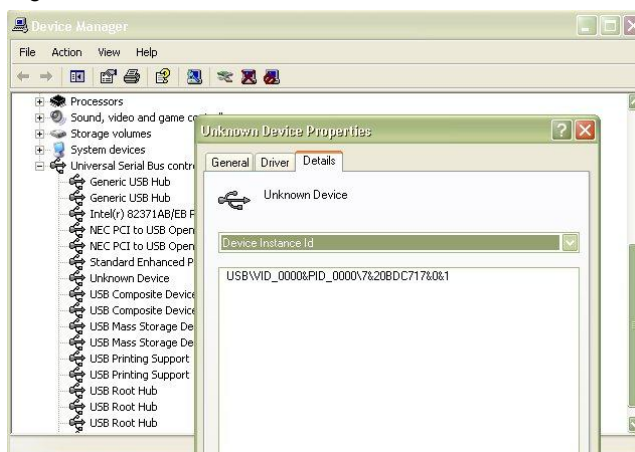 Device Manager
File Action View Help
Processors
Sound, video and game co
Storage volumes
System devices
Universal Serial Bus contr
Generic USB Hub
Generic USB Hub
Intel(r) 82371AB/EB P
NEC PCI to USB Open
NEC PCI to USB Open
Standard Enhanced P
Unknown Device
USB Composite Device
USB Composite Device
USB Mass Storage De
USB Mass Storage De
USB Printing Support
USB Printing Support
USB Root Hub
USB Root Hub
USB Root Hub
Unknown Device Properties
General Driver Details
Unknown Device
Device Instance Id
USB\VID_0000&PID_0000\7&20BDC717&0&1